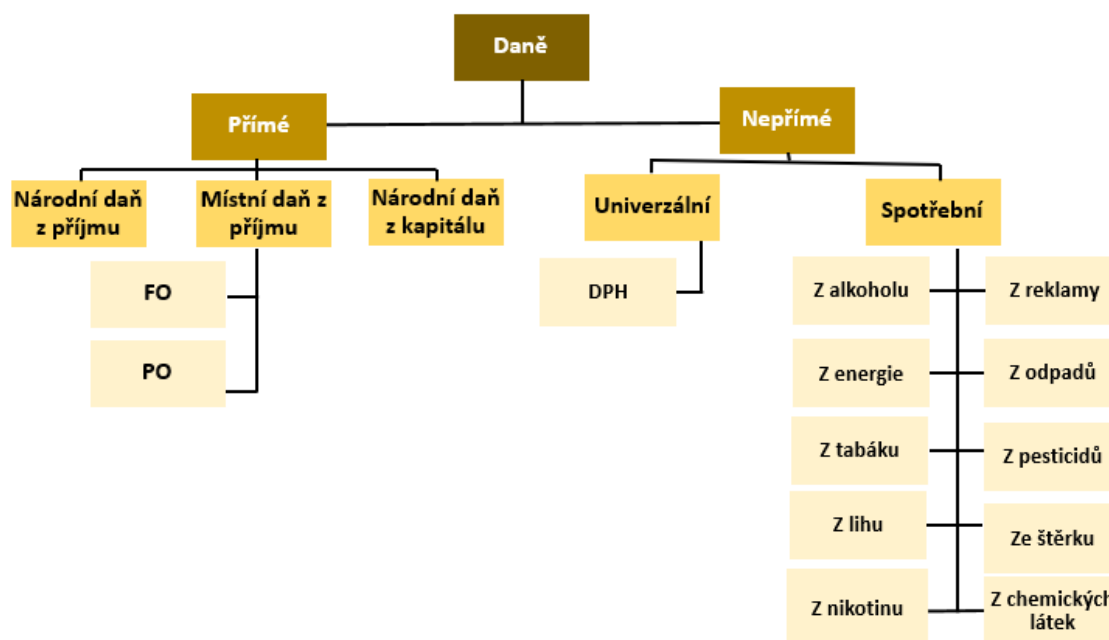 Daně
Přímé
Nepřímé
Národní daň
z příjmu
Místní daň z
příjmu
Národní daň
z kapitálu
Univerzální
Spotřební
FO
PO
DPH
Z alkoholu
Z reklamy
Z energie
Z odpadů
Z tabáku
Z pesticidů
Z lihu
Ze štěrku
Z nikotinu
Z chemických
látek